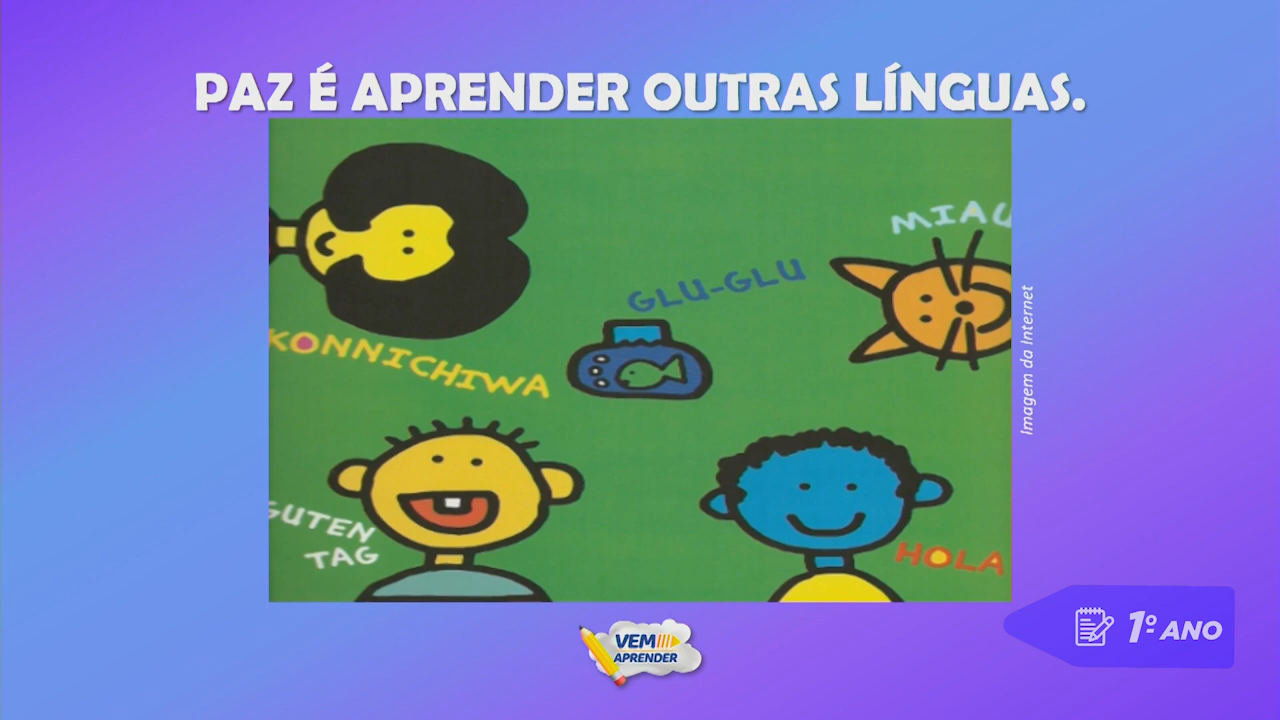 PAZ É APRENDER OUTRAS LÍNGUAS.
MIAU
GLU-GLU
KONNICHIWA
GUTEN
TAG
HOLA
Imagem da Internet
VEM
APRENDER
1º ANO